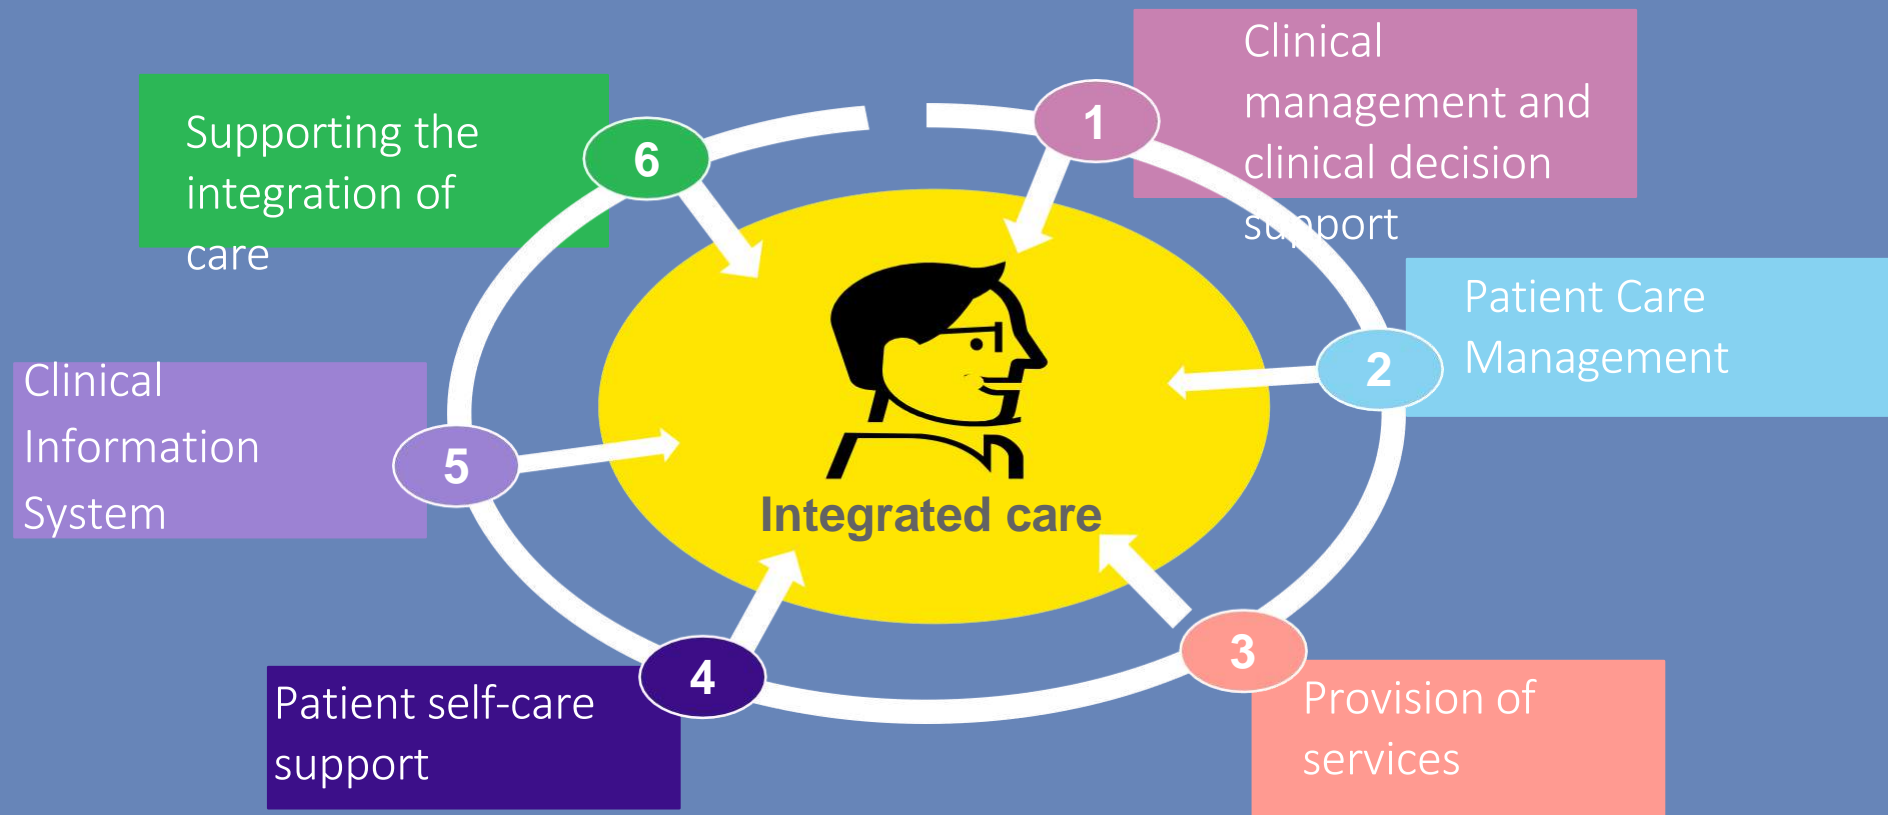 1
Clinical
management and
clinical decision
support
2
Patient Care
Management
3
Provision of
services
4
Patient self-care
support
5
Clinical
Information
System
6
Supporting the
integration of
care
Integrated care